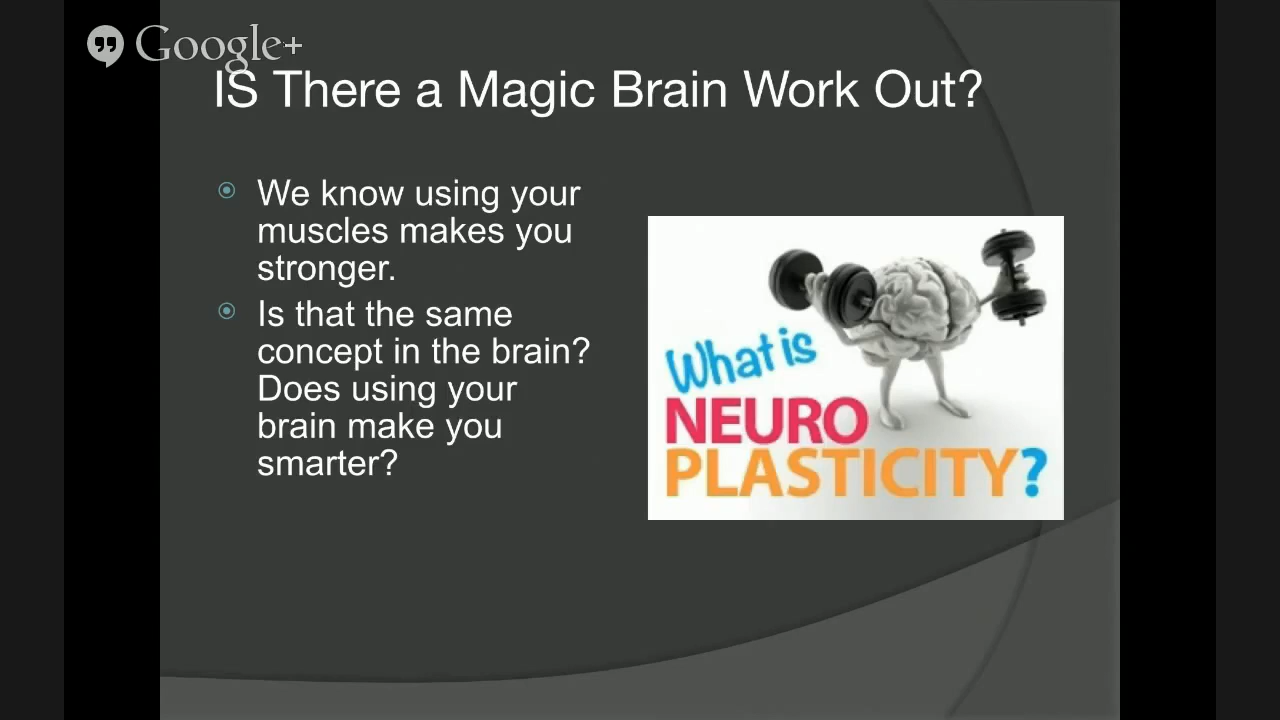 Google+
IS There a Magic Brain Work Out?
We know using your
muscles makes you
stronger.
Is that the same
concept in the brain?
Does using your
brain make you
smarter?
What is
NEURO
PLASTICITY?